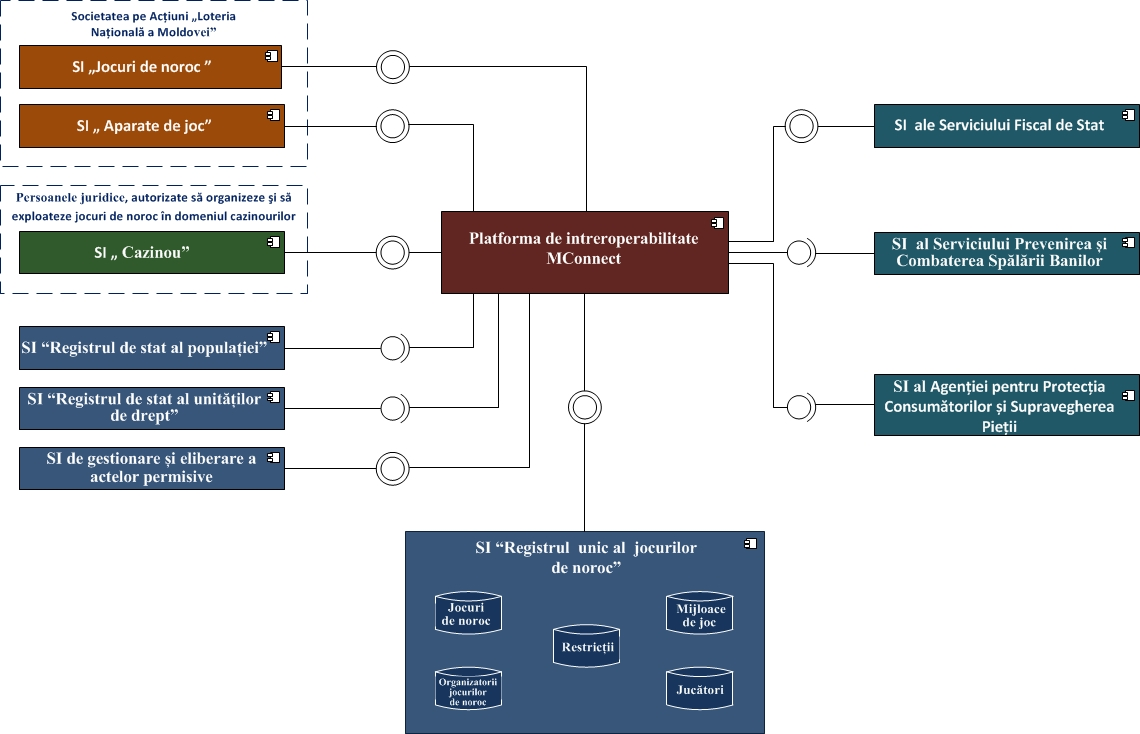 Societatea pe Acțiuni „Loteria
Națională a Moldovei”
SI „Jocuri de noroc ”
SI „ Aparate de joc”
Persoanele juridice, autorizate să organizeze şi să
exploateze jocuri de noroc în domeniul cazinourilor
SI „ Cazinou”
SI “Registrul de stat al populației”
SI “Registrul de stat al unităților
de drept”
SI de gestionare și eliberare a
actelor permisive
Platforma de intreroperabilitate
MConnect
SI ale Serviciului Fiscal de Stat
SI al Serviciului Prevenirea și
Combaterea Spălării Banilor
SI al Agenției pentru Protecția
Consumătorilor și Supravegherea
Pieții
SI “Registrul unic al jocurilor
de noroc”
Jocuri
de noroc
Mijloace
de joc
Restricții
Organizatorii
jocurilor
de noroc
Jucători